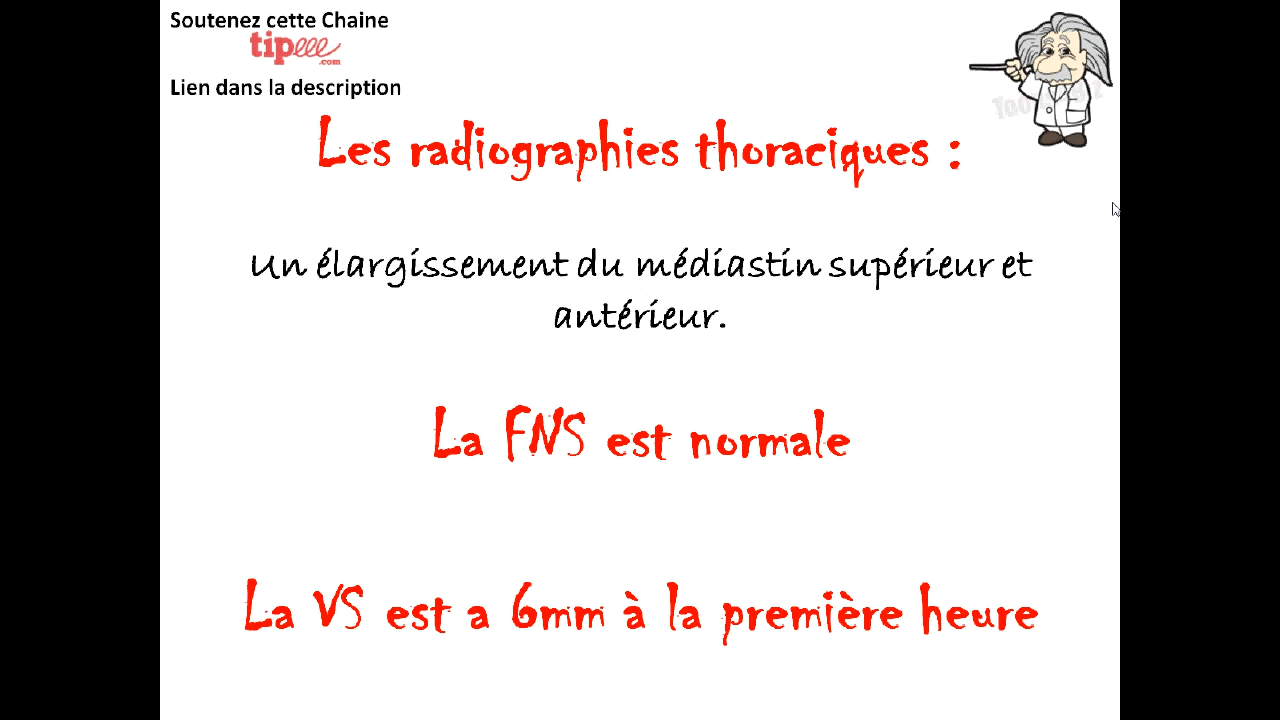 Soutenez cette Chaine
tipeee
.com
Lien dans la description
Les radiographies thoraciques :
Un élargissement du médiastin supérieur et
antérieur.
La FNS est normale
La VS est a 6mm à la première heure